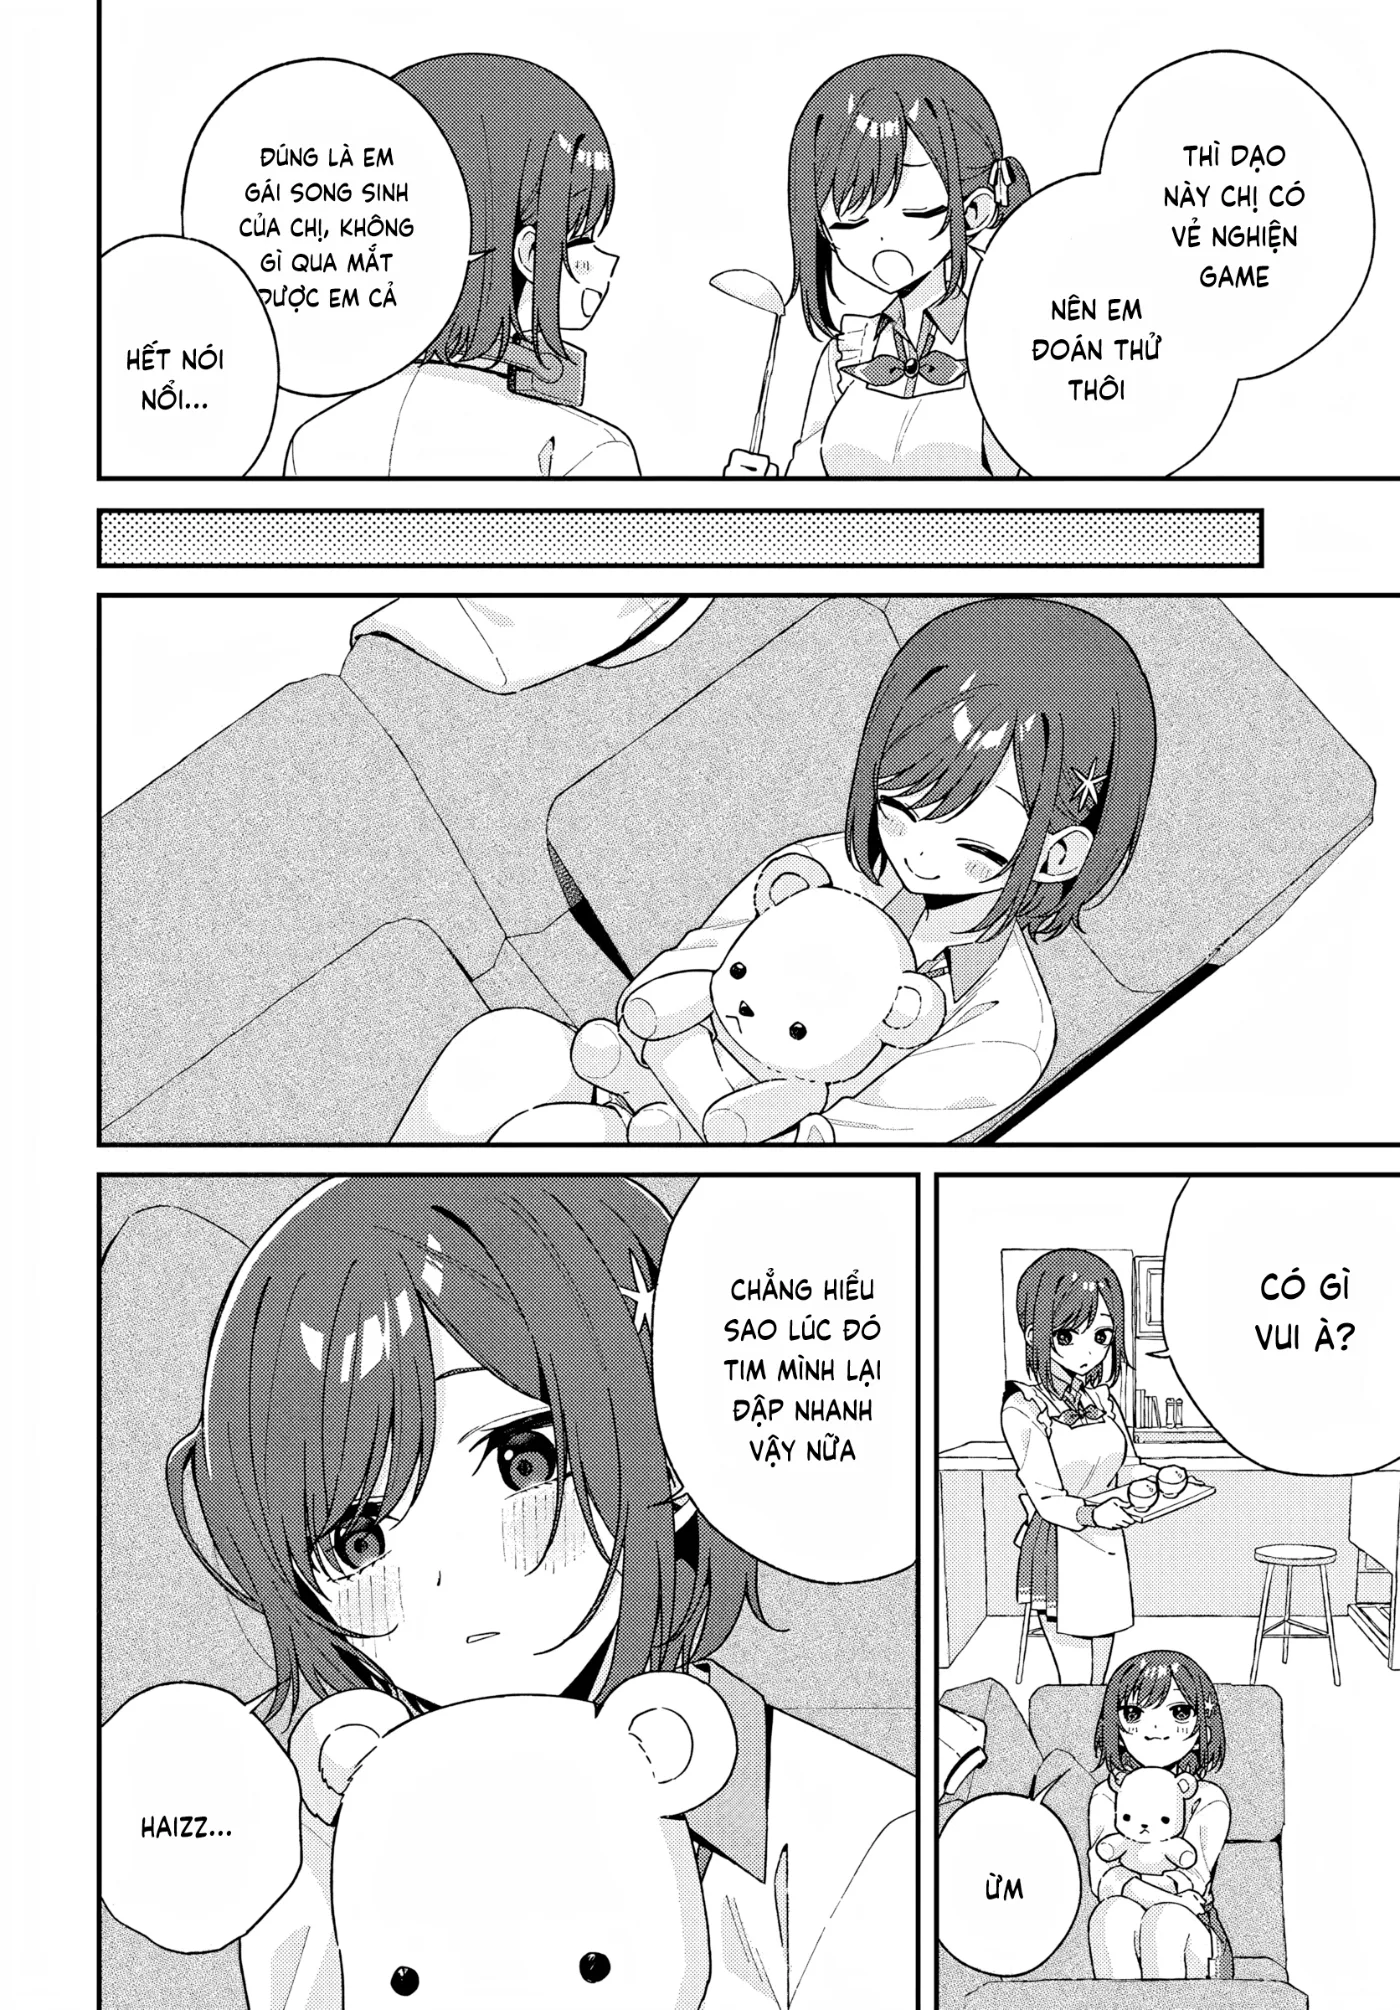 THÌ DẠO
NÀY CHỊ CÓ
VẺ NGHIỆN
GAME
NÊN EM
ĐOÁN THỬ
THÔI
ĐÚNG LÀ EM
GÁI SONG SINH
CỦA CHỊ, KHÔNG
GÌ QUA MẮT
ĐƯỢC EM CẢ
HẾT NÓI
NỔI...
CÓ GÌ
VUI À?
ỪM
CHẲNG HIỂU
SAO LÚC ĐÓ
TIM MÌNH LẠI
ĐẬP NHANH
VẬY NỮA
HAIZZ...